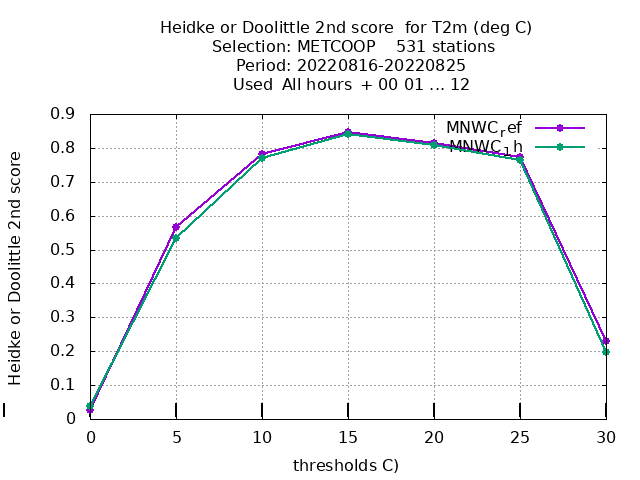 Heidke or Doolittle 2nd score  for T2m (deg C)
Selection: METCOOP    531 stations
Period: 20220816-20220825
Used  All hours  + 00 01 ... 12
MNWC_ref
MNWC_1h
Heidke or Doolittle 2nd score
0.9
0.8
0.7
0.6
0.5
0.4
0.3
0.2
0.1
0
0 5 10 15 20 25 30
thresholds C)